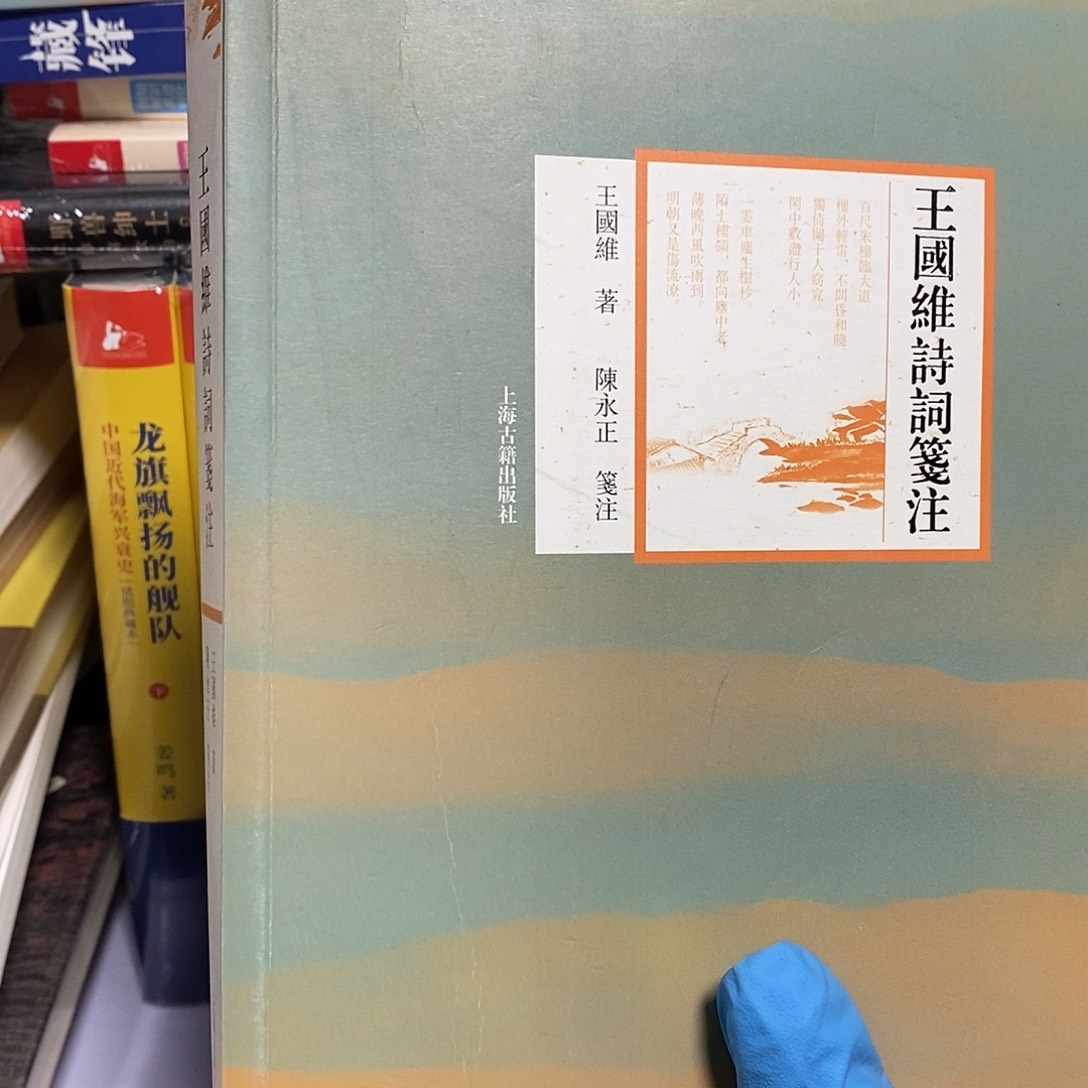 王國維詩詞箋注
百尺朱樓臨大道
樓外輕雷，不間昏和曉
獨倚闌干人窈窕
閒中數盡行人小
一霎車塵生樹杪
陌上樓頭，都向塵中老
薄晚西風吹雨到
明朝又是傷流潦
王國維 著 陳永正 箋注
上海古籍出版社
王國維詩詞箋注
藏锋
龙旗飘扬的舰队
中国近代海军兴衰史
下
姜鸣 著